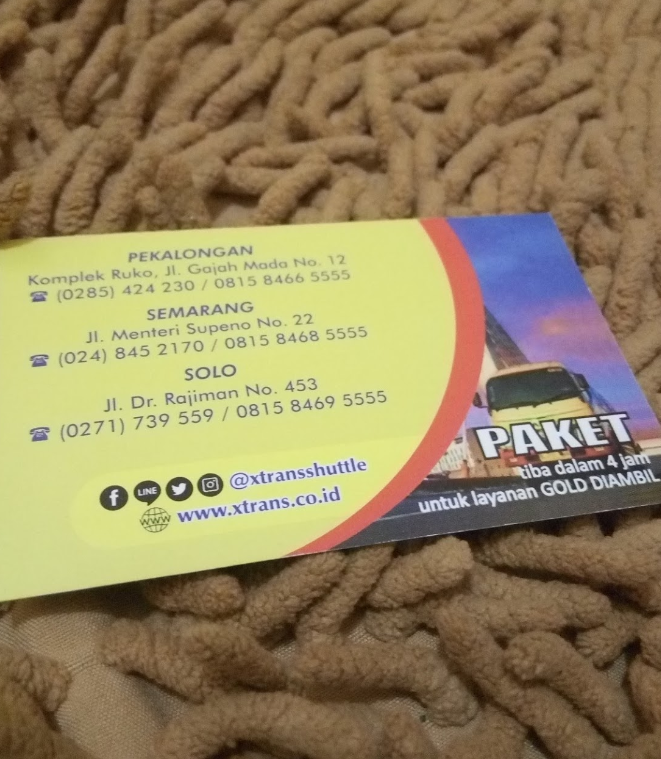 PEKALONGAN
Komplek Ruko, Jl. Gajah Mada No. 12
☎ (0285) 424 230 / 0815 8466 5555
SEMARANG
Jl. Menteri Supeno No. 22
☎ (024) 845 2170 / 0815 8468 5555
SOLO
Jl. Dr. Rajiman No. 453
☎ (0271) 739 559 / 0815 8469 5555
f LINE @xtransshuttle
www www.xtrans.co.id
PAKET
tiba dalam 4 jam
untuk layanan GOLD DIAMBIL